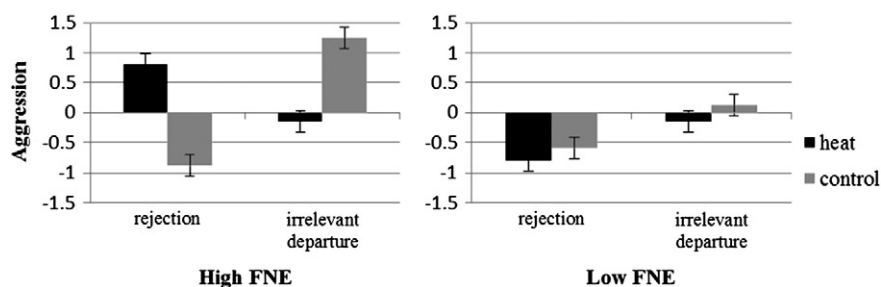 1.5
1
0.5
0
-0.5
-1
-1.5
Aggression
rejection
irrelevant
departure
High FNE
1.5
1
0.5
0
-0.5
-1
-1.5
rejection
irrelevant
departure
Low FNE
heat
control